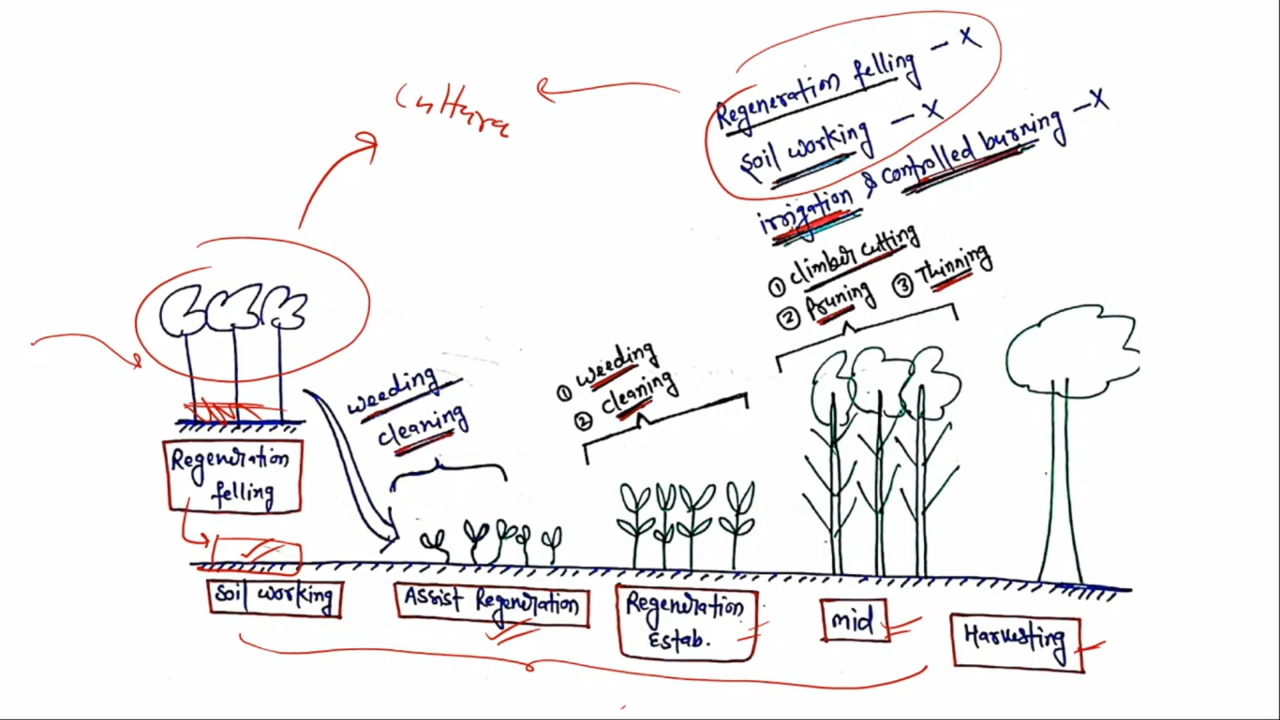 Regeneration felling - X
Cultura
soil working - X
irrigation & controlled burning - X
① climber cutting
② Pruning ③ Thinning
① weeding
② cleaning
weeding
cleaning
Regeneration
felling
soil working
Assist Regeneration
Regeneration
Estab.
mid
Harvesting